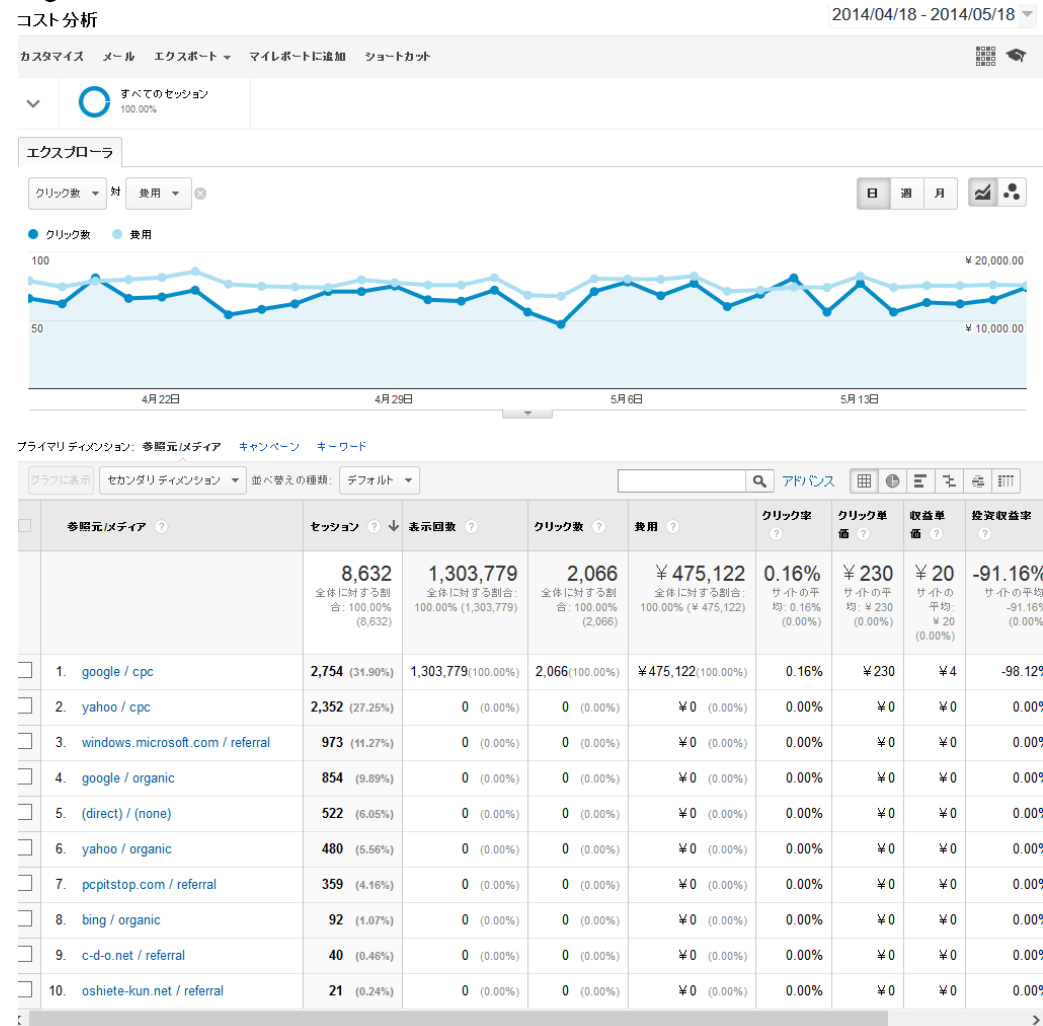 コスト分析
2014/04/18 - 2014/05/18
カスタマイズ メール エクスポート マイレポートに追加 ショートカット
すべてのセッション
100.00%
エクスプローラ
クリック数 対 費用
日 週 月
クリック数 費用
100 ¥ 20,000.00
50 ¥ 10,000.00
4月22日 4月29日 5月6日 5月13日
プライマリ ディメンション: 参照元/メディア キャンペーン キーワード
グラフに表示 セカンダリ ディメンション 並べ替えの種類: デフォルト アドバンス
参照元/メディア ? セッション ? ↓ 表示回数 ? クリック数 ? 費用 ? クリック率 ? クリック単価 ? 収益単価 ? 投資収益率 ?
8,632 1,303,779 2,066 ¥ 475,122 0.16% ¥ 230 ¥ 20 -91.16%
全体に対する割合: 100.00% (8,632) 全体に対する割合: 100.00% (1,303,779) 全体に対する割合: 100.00% (2,066) 全体に対する割合: 100.00% (¥ 475,122) サイトの平均: 0.16% (0.00%) サイトの平均: ¥ 230 (0.00%) サイトの平均: ¥ 20 (0.00%) サイトの平均 -91.16% (0.00%
1. google / cpc 2,754 (31.90%) 1,303,779(100.00%) 2,066(100.00%) ¥475,122(100.00%) 0.16% ¥230 ¥4 -98.12%
2. yahoo / cpc 2,352 (27.25%) 0 (0.00%) 0 (0.00%) ¥0 (0.00%) 0.00% ¥0 ¥0 0.00%
3. windows.microsoft.com / referral 973 (11.27%) 0 (0.00%) 0 (0.00%) ¥0 (0.00%) 0.00% ¥0 ¥0 0.00%
4. google / organic 854 (9.89%) 0 (0.00%) 0 (0.00%) ¥0 (0.00%) 0.00% ¥0 ¥0 0.00%
5. (direct) / (none) 522 (6.05%) 0 (0.00%) 0 (0.00%) ¥0 (0.00%) 0.00% ¥0 ¥0 0.00%
6. yahoo / organic 480 (5.56%) 0 (0.00%) 0 (0.00%) ¥0 (0.00%) 0.00% ¥0 ¥0 0.00%
7. pcpitstop.com / referral 359 (4.16%) 0 (0.00%) 0 (0.00%) ¥0 (0.00%) 0.00% ¥0 ¥0 0.00%
8. bing / organic 92 (1.07%) 0 (0.00%) 0 (0.00%) ¥0 (0.00%) 0.00% ¥0 ¥0 0.00%
9. c-d-o.net / referral 40 (0.46%) 0 (0.00%) 0 (0.00%) ¥0 (0.00%) 0.00% ¥0 ¥0 0.00%
10. oshiete-kun.net / referral 21 (0.24%) 0 (0.00%) 0 (0.00%) ¥0 (0.00%) 0.00% ¥0 ¥0 0.00%